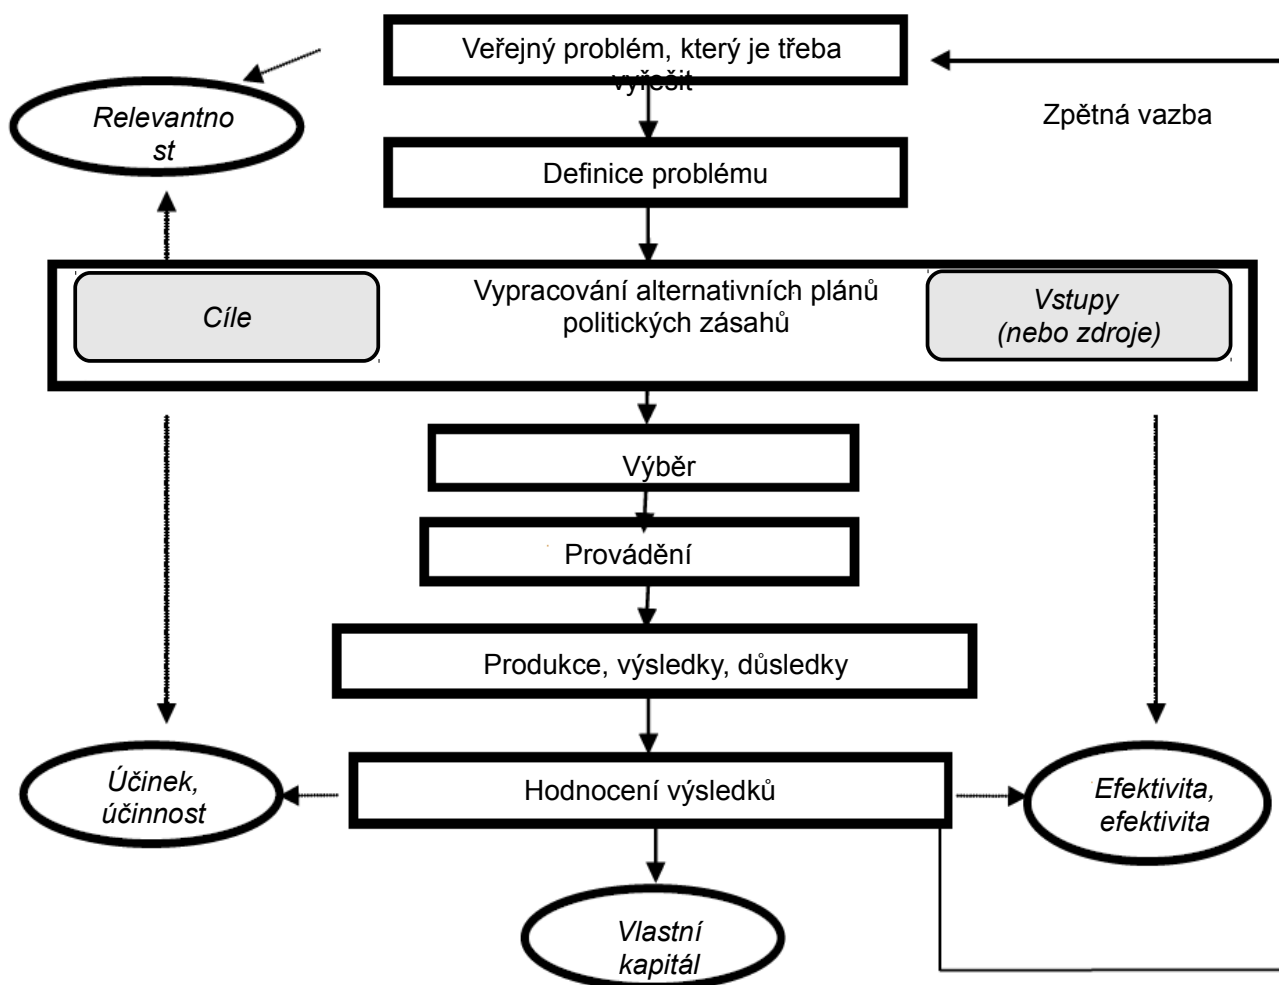 Veřejný problém, který je třeba
vyřešit
Zpětná vazba
Relevantno
st
Definice problému
Cíle
Vypracování alternativních plánů
politických zásahů
Vstupy
(nebo zdroje)
Výběr
Provádění
Produkce, výsledky, důsledky
Účinek,
účinnost
Hodnocení výsledků
Efektivita,
efektivita
Vlastní
kapitál